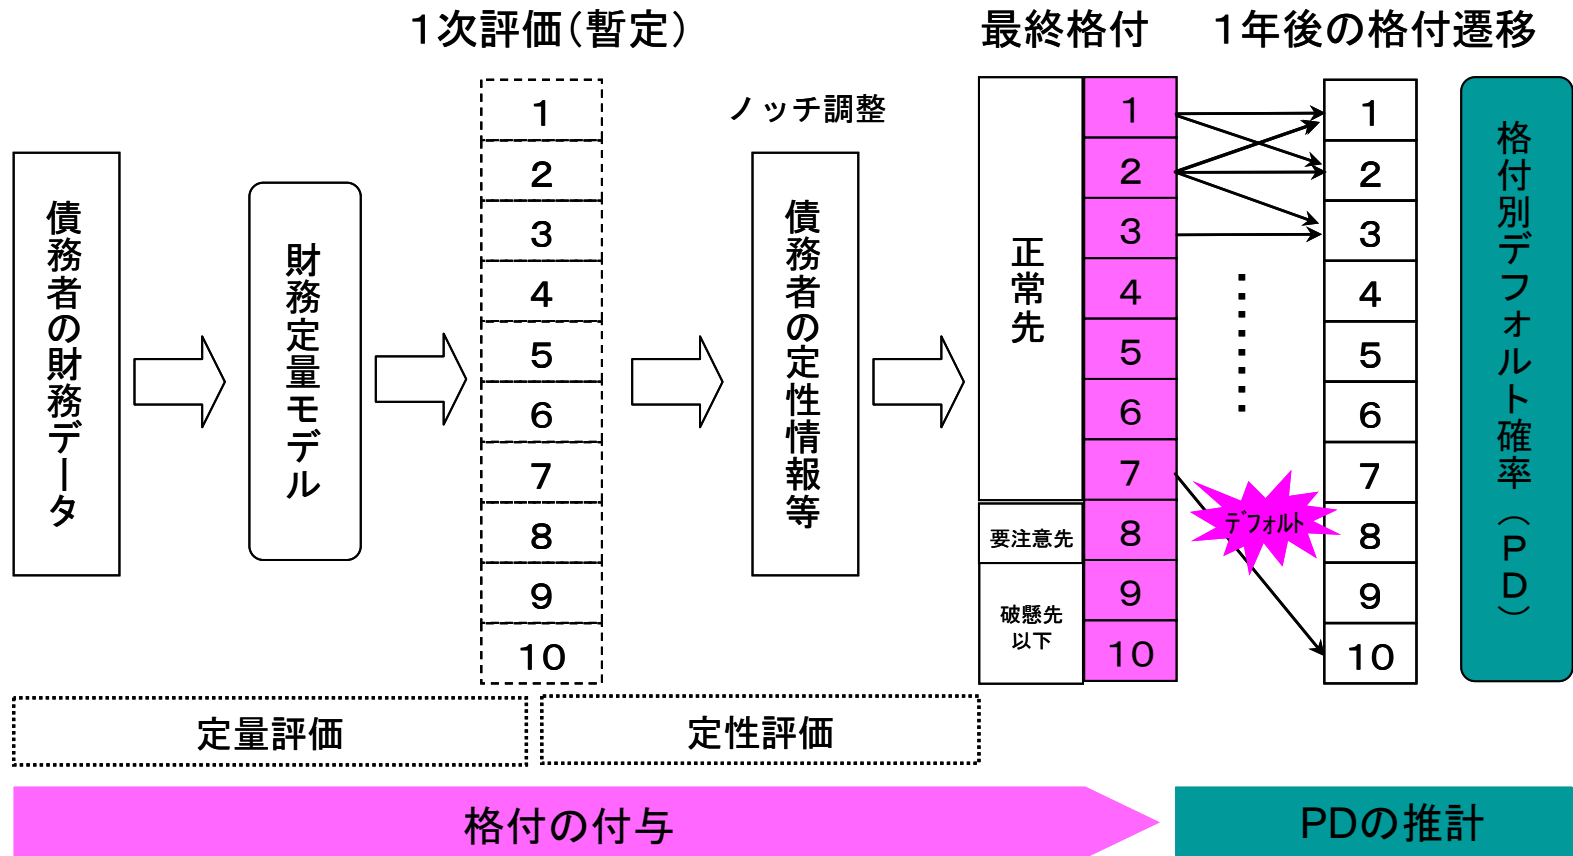 1次評価(暫定)
最終格付
1年後の格付遷移
ノッチ調整
債務者の財務データ
財務定量モデル
1
2
3
4
5
6
7
8
9
10
債務者の定性情報等
正常先
要注意先
破懸先
以下
1
2
3
4
5
6
7
8
9
10
デフォルト
1
2
3
4
5
6
7
8
9
10
格付別デフォルト確率(PD)
定量評価
定性評価
格付の付与
PDの推計